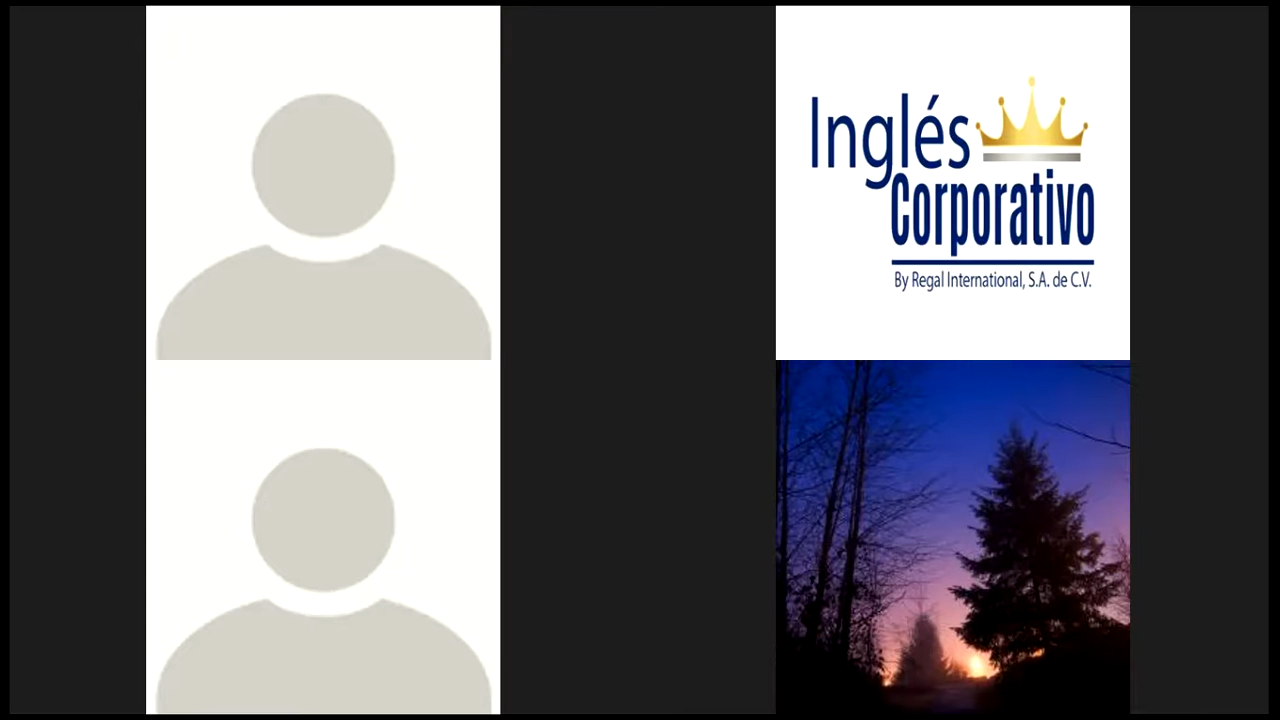 Inglés
Corporativo
By Regal International, S.A. de C.V.